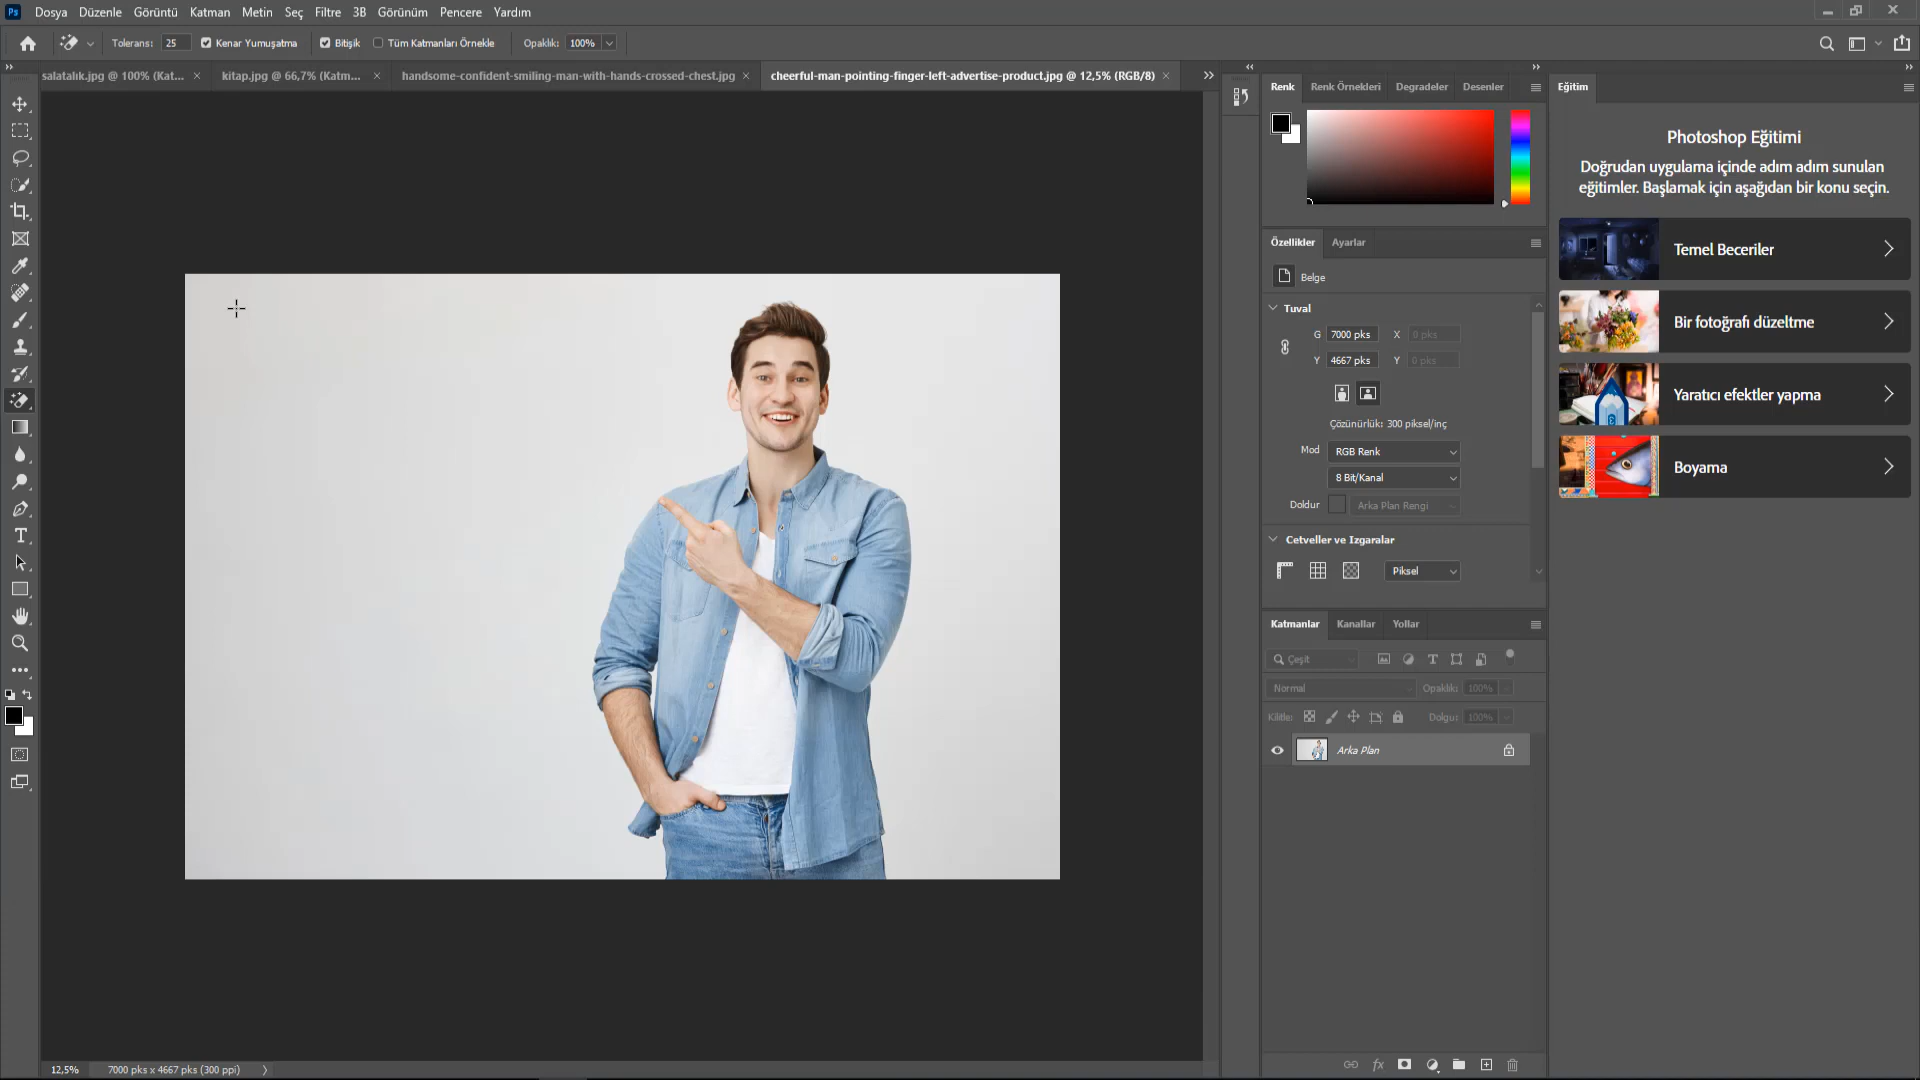 Ps Dosya Düzenle Görüntü Katman Metin Seç Filtre 3B Görünüm Pencere Yardım
Tolerans: 25 Kenar Yumuşatma Bitişik Tüm Katmanları Örnekle Opaklık: 100%
salatalık.jpg @ 100% (Kat... kitap.jpg @ 66,7% (Katm... handsome-confident-smiling-man-with-hands-crossed-chest.jpg cheerful-man-pointing-finger-left-advertise-product.jpg @ 12,5% (RGB/8)
Renk Renk Örnekleri Degradeler Desenler
Eğitim
Photoshop Eğitimi
Doğrudan uygulama içinde adım adım sunulan
eğitimler. Başlamak için aşağıdan bir konu seçin.
Temel Beceriler
Bir fotoğrafı düzeltme
Yaratıcı efektler yapma
Boyama
Özellikler Ayarlar
Belge
Tuval
G 7000 pks X 0 pks
Y 4667 pks Y 0 pks
Çözünürlük: 300 piksel/inç
Mod RGB Renk
8 Bit/Kanal
Doldur Arka Plan Rengi
Cetveller ve Izgaralar
Piksel
Katmanlar Kanallar Yollar
Çeşit
Normal Opaklık: 100%
Kilitle: Dolgu: 100%
Arka Plan
12,5% 7000 pks x 4667 pks (300 ppi)